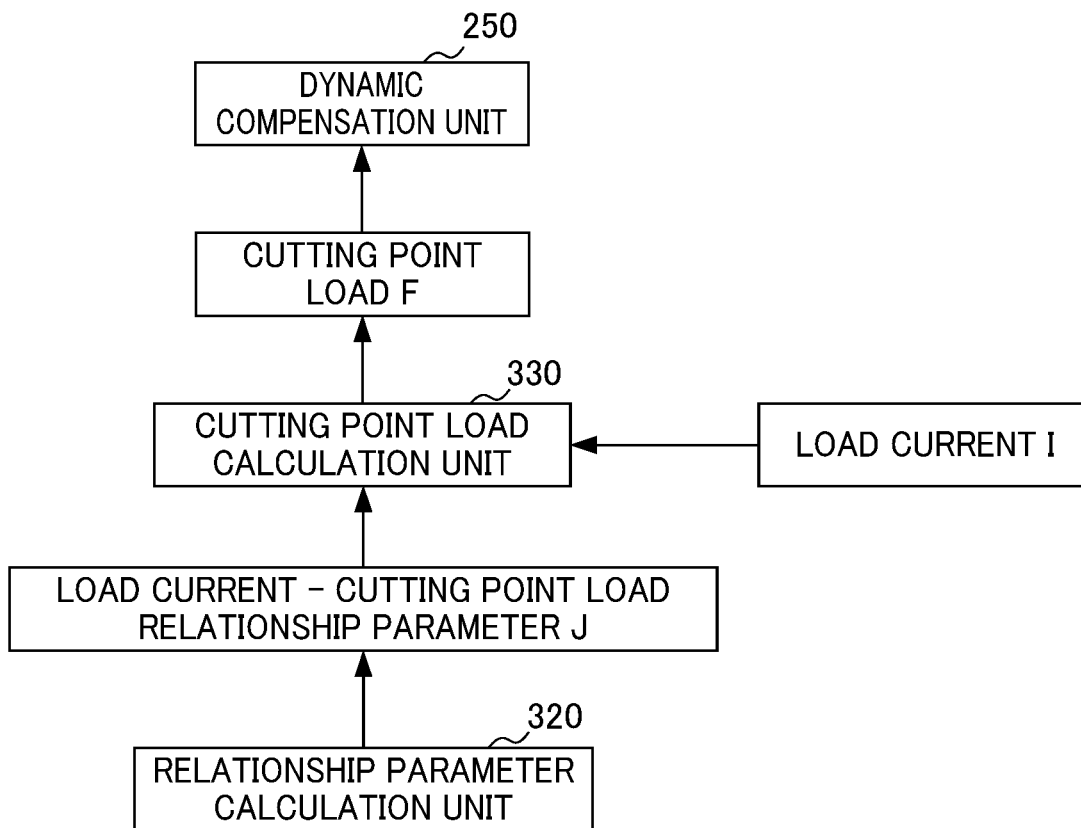 250
DYNAMIC
COMPENSATION UNIT
CUTTING POINT
LOAD F
330
CUTTING POINT LOAD
CALCULATION UNIT
LOAD CURRENT I
LOAD CURRENT – CUTTING POINT LOAD
RELATIONSHIP PARAMETER J
320
RELATIONSHIP PARAMETER
CALCULATION UNIT